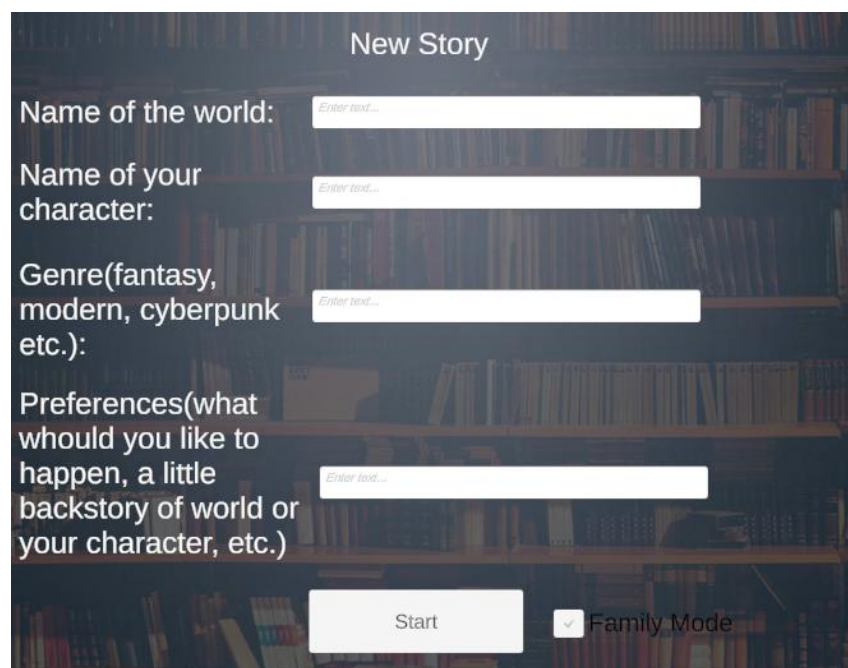 New Story
Name of the world:
Enter text...
Name of your
character:
Enter text...
Genre(fantasy,
modern, cyberpunk
etc.):
Enter text...
Preferences(what
whould you like to
happen, a little
backstory of world or
your character, etc.)
Enter text...
Start
Family Mode